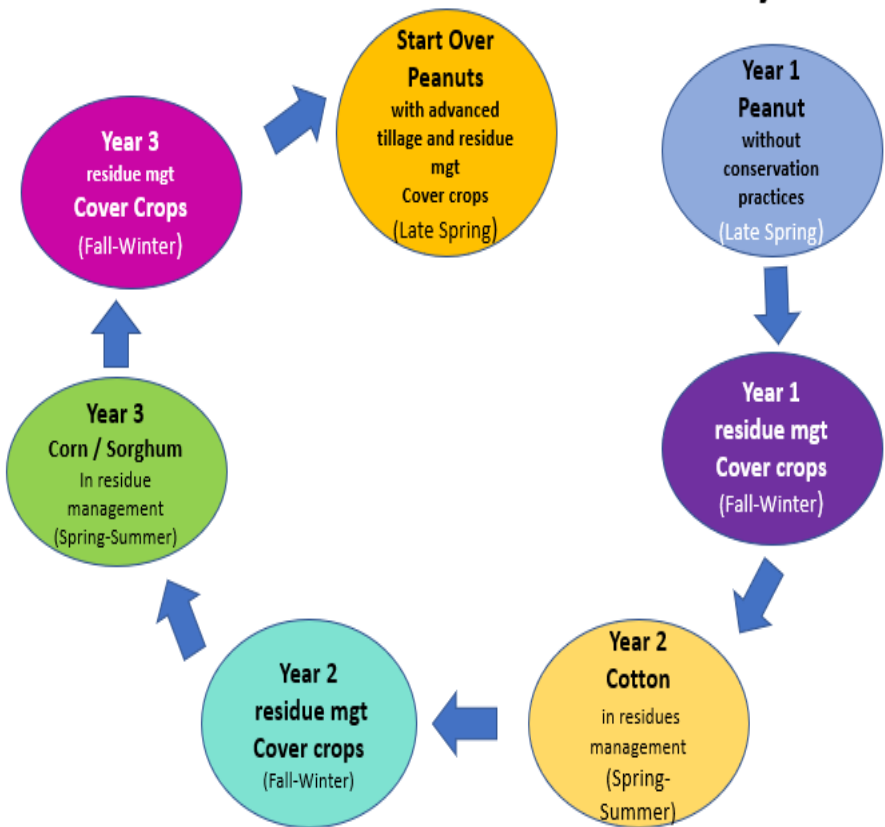 Year 1
Peanut
without
conservation
practices
(Late Spring)
Year 1
residue mgt
Cover crops
(Fall-Winter)
Year 2
Cotton
in residues
management
(Spring-
Summer)
Year 2
residue mgt
Cover crops
(Fall-Winter)
Year 3
Corn / Sorghum
In residue
management
(Spring-Summer)
Year 3
residue mgt
Cover Crops
(Fall-Winter)
Start Over
Peanuts
with advanced
tillage and residue
mgt
Cover crops
(Late Spring)